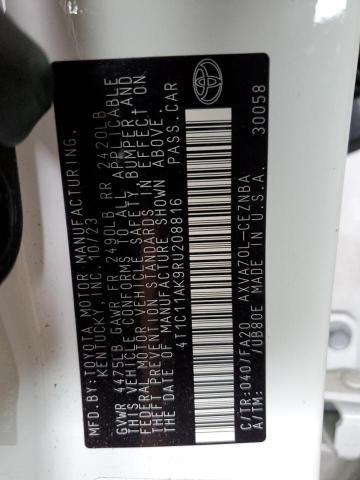 MFD. BY: TOYOTA MOTOR MANUFACTURING,
KENTUCKY, INC. 10/23
GVWR 4475LB GAWR FR 2490LB RR 2420LB
THIS VEHICLE CONFORMS TO ALL APPLICABLE
FEDERAL MOTOR VEHICLE SAFETY, BUMPER AND
THEFT PREVENTION STANDARDS IN EFFECT ON
THE DATE OF MANUFACTURE SHOWN ABOVE.
4T1C11AK9RU208816 PASS.CAR
C/TR:040/FA20 AXVA70L-CEZNBA
A/TM: /UB80E MADE IN U.S.A. 30058